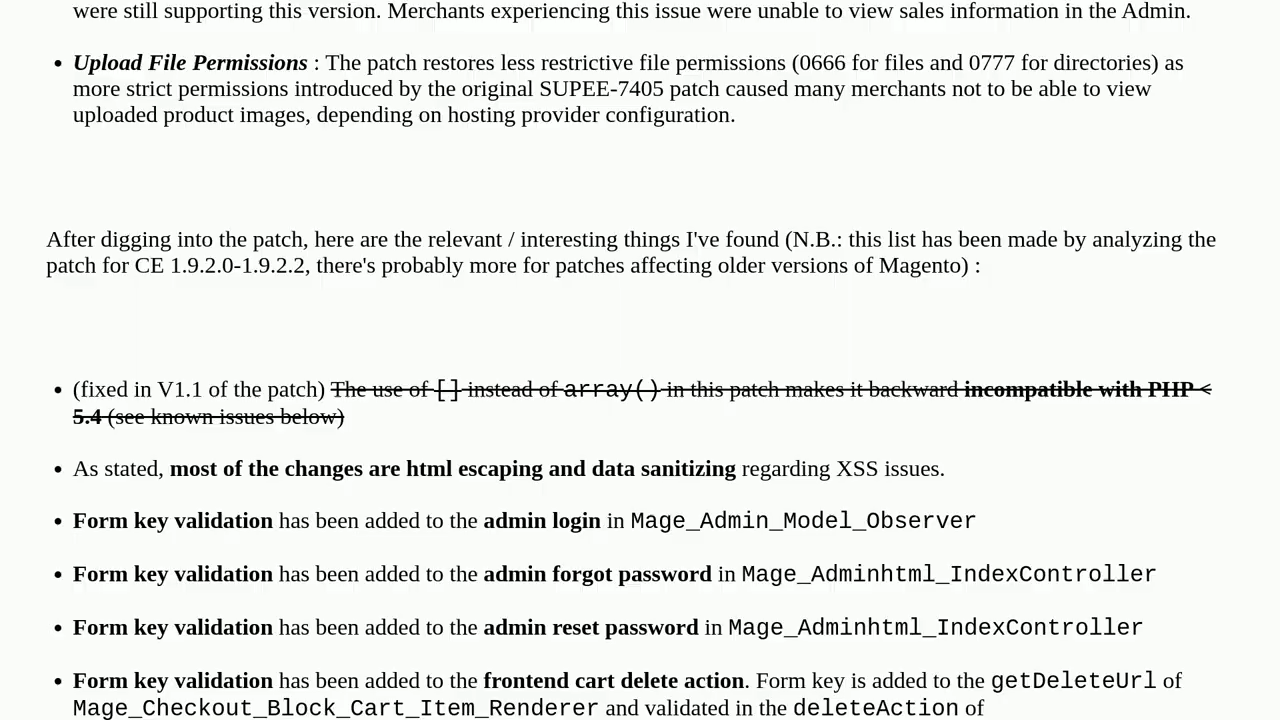 were still supporting this version. Merchants experiencing this issue were unable to view sales information in the Admin.
Upload File Permissions : The patch restores less restrictive file permissions (0666 for files and 0777 for directories) as
more strict permissions introduced by the original SUPEE-7405 patch caused many merchants not to be able to view
uploaded product images, depending on hosting provider configuration.
After digging into the patch, here are the relevant / interesting things I've found (N.B.: this list has been made by analyzing the
patch for CE 1.9.2.0-1.9.2.2, there's probably more for patches affecting older versions of Magento) :
(fixed in V1.1 of the patch) The use of [] instead of array() in this patch makes it backward incompatible with PHP <
5.4 (see known issues below)
As stated, most of the changes are html escaping and data sanitizing regarding XSS issues.
Form key validation has been added to the admin login in Mage_Admin_Model_Observer
Form key validation has been added to the admin forgot password in Mage_Adminhtml_IndexController
Form key validation has been added to the admin reset password in Mage_Adminhtml_IndexController
Form key validation has been added to the frontend cart delete action. Form key is added to the getDeleteUrl of
Mage_Checkout_Block_Cart_Item_Renderer and validated in the deleteAction of